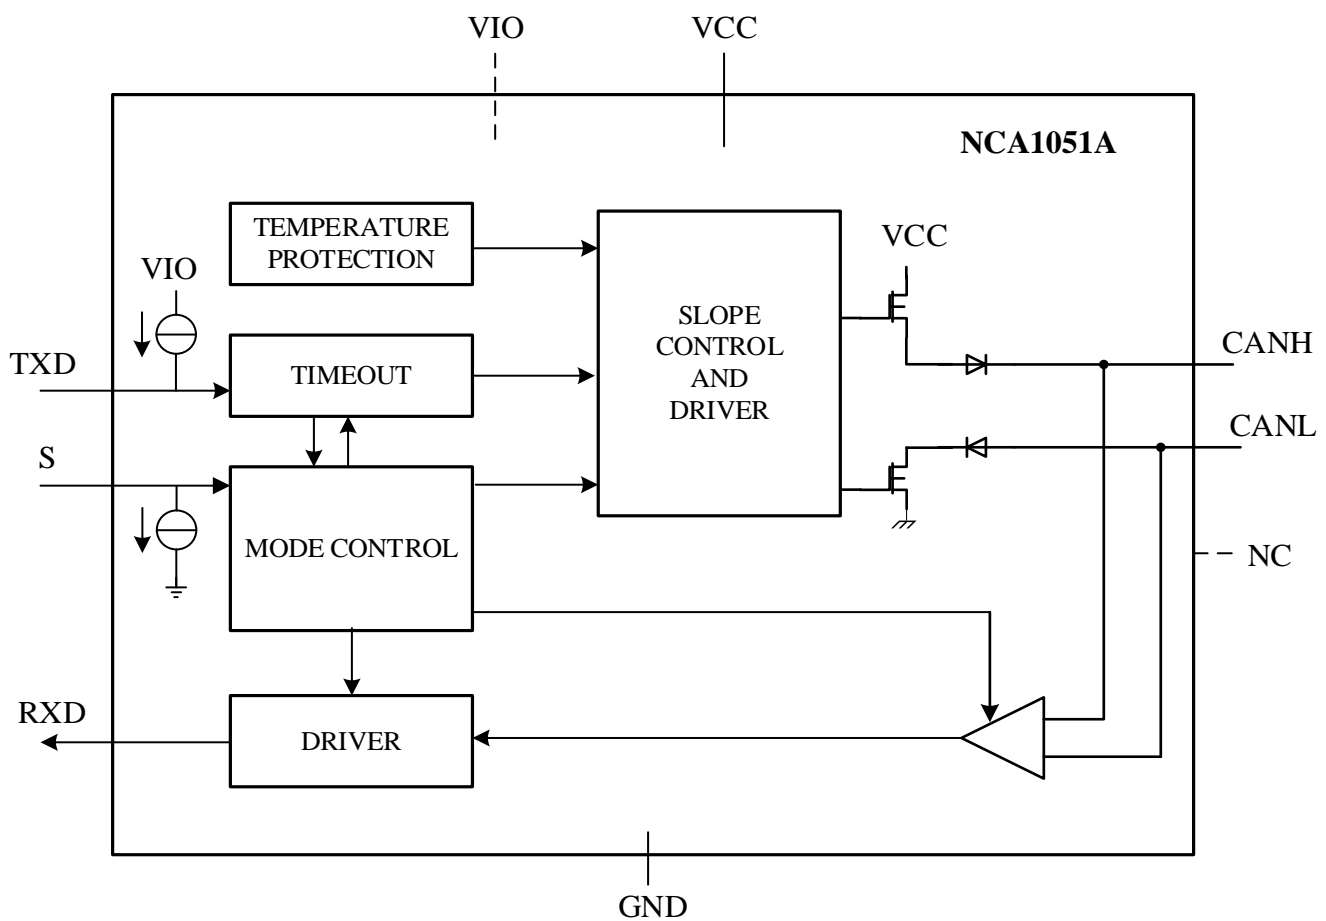 VIO
VCC
NCA1051A
TEMPERATURE
PROTECTION
VCC
VIO
SLOPE
CONTROL
AND
DRIVER
TXD
TIMEOUT
CANH
CANL
S
MODE CONTROL
NC
RXD
DRIVER
GND